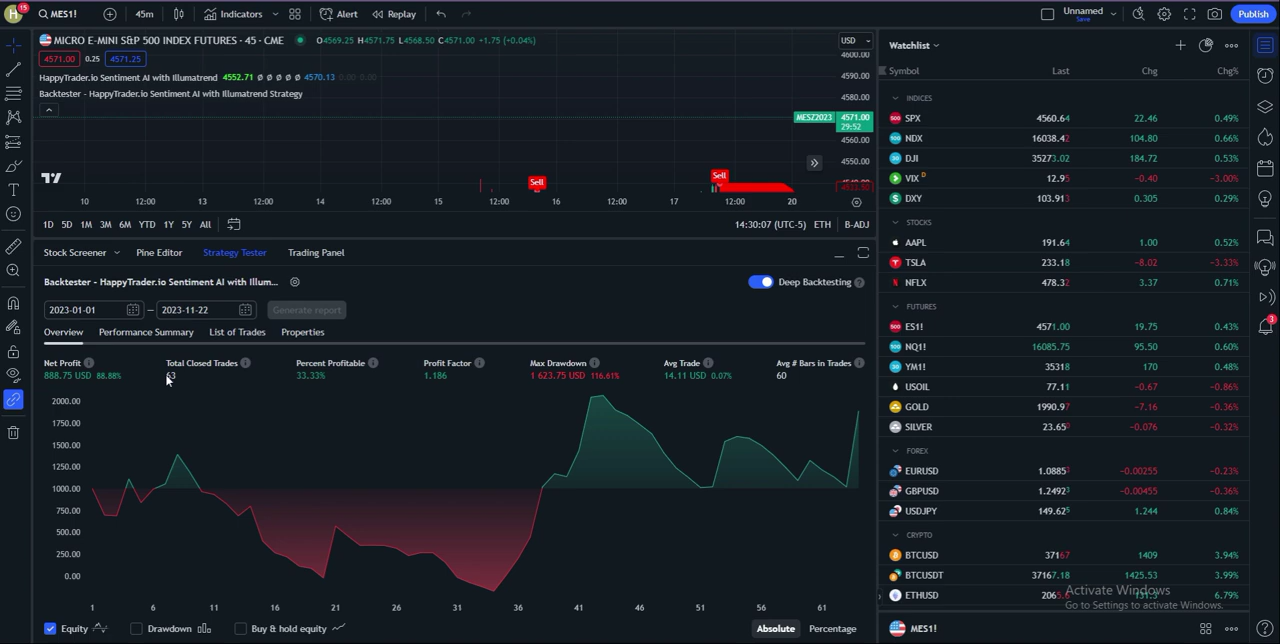 H 15 MES1! 45m Indicators Alert Replay Unnamed Save Publish
MICRO E-MINI S&P 500 INDEX FUTURES · 45 · CME O4569.25 H4571.75 L4568.50 C4571.00 +1.75 (+0.04%) USD
4571.00 0.25 4571.25
HappyTrader.io Sentiment AI with Illumatrend 4552.71 Ø Ø Ø Ø Ø 4570.13 0.00 0.00
Backtester - HappyTrader.io Sentiment AI with Illumatrend Strategy
4600.00
4590.00
4580.00
MESZ2023 4571.00
29:52
4560.00
4550.00
Sell Sell
10 12:00 13 12:00 14 12:00 15 12:00 16 12:00 17 12:00 20
1D 5D 1M 3M 6M YTD 1Y 5Y All 14:30:07 (UTC-5) ETH B-ADJ
Stock Screener Pine Editor Strategy Tester Trading Panel
Backtester - HappyTrader.io Sentiment AI with Illum... Deep Backtesting
2023-01-01 — 2023-11-22 Generate report
Overview Performance Summary List of Trades Properties
Net Profit Total Closed Trades Percent Profitable Profit Factor Max Drawdown Avg Trade Avg # Bars in Trades
888.75 USD 88.88% 63 33.33% 1.186 1 623.75 USD 116.61% 14.11 USD 0.07% 60
2000.00
1750.00
1500.00
1250.00
1000.00
750.00
500.00
250.00
0.00
1 6 11 16 21 26 31 36 41 46 51 56 61
Equity Drawdown Buy & hold equity Absolute Percentage
Watchlist
Symbol Last Chg Chg%
INDICES
SPX 4560.64 22.46 0.49%
NDX 16038.42 104.80 0.66%
DJI 35273.02 184.72 0.53%
VIX D 12.95 -0.40 -3.00%
DXY 103.913 0.305 0.29%
STOCKS
AAPL 191.64 1.00 0.52%
TSLA 233.18 -8.02 -3.33%
NFLX 478.32 3.37 0.71%
FUTURES
ES1! 4571.00 19.75 0.43%
NQ1! 16085.75 95.50 0.60%
YM1! 35318 170 0.48%
USOIL 77.11 -0.67 -0.86%
GOLD 1990.97 -7.16 -0.36%
SILVER 23.650 -0.076 -0.32%
FOREX
EURUSD 1.08853 -0.00255 -0.23%
GBPUSD 1.24923 -0.00455 -0.36%
USDJPY 149.625 1.244 0.84%
CRYPTO
BTCUSD 37167 1409 3.94%
BTCUSDT 37167.18 1425.53 3.99%
ETHUSD 2065.6 131.3 6.79%
Activate Windows
Go to Settings to activate Windows.
MES1!
3